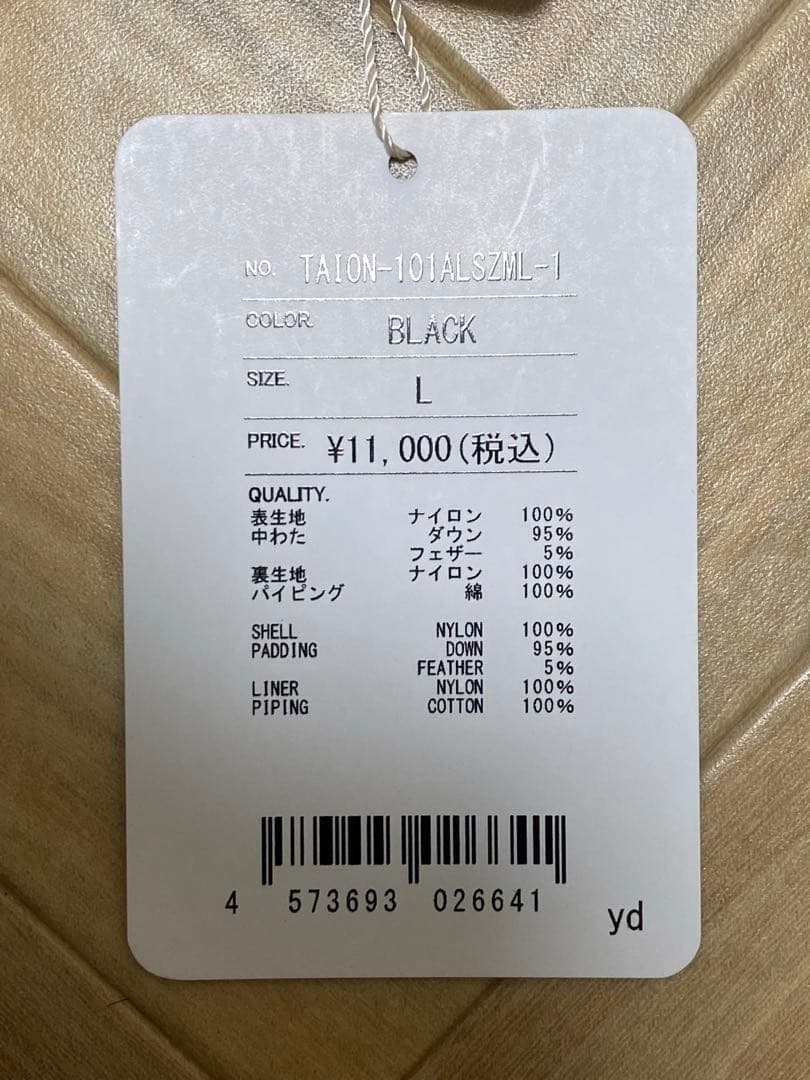 NO. TAION-101ALSZML-1
COLOR. BLACK
SIZE. L
PRICE. ¥11,000(税込)
QUALITY.
表生地 ナイロン 100%
中わた ダウン 95%
フェザー 5%
裏生地 ナイロン 100%
パイピング 綿 100%
SHELL NYLON 100%
PADDING DOWN 95%
FEATHER 5%
LINER NYLON 100%
PIPING COTTON 100%
4 573693 026641
yd